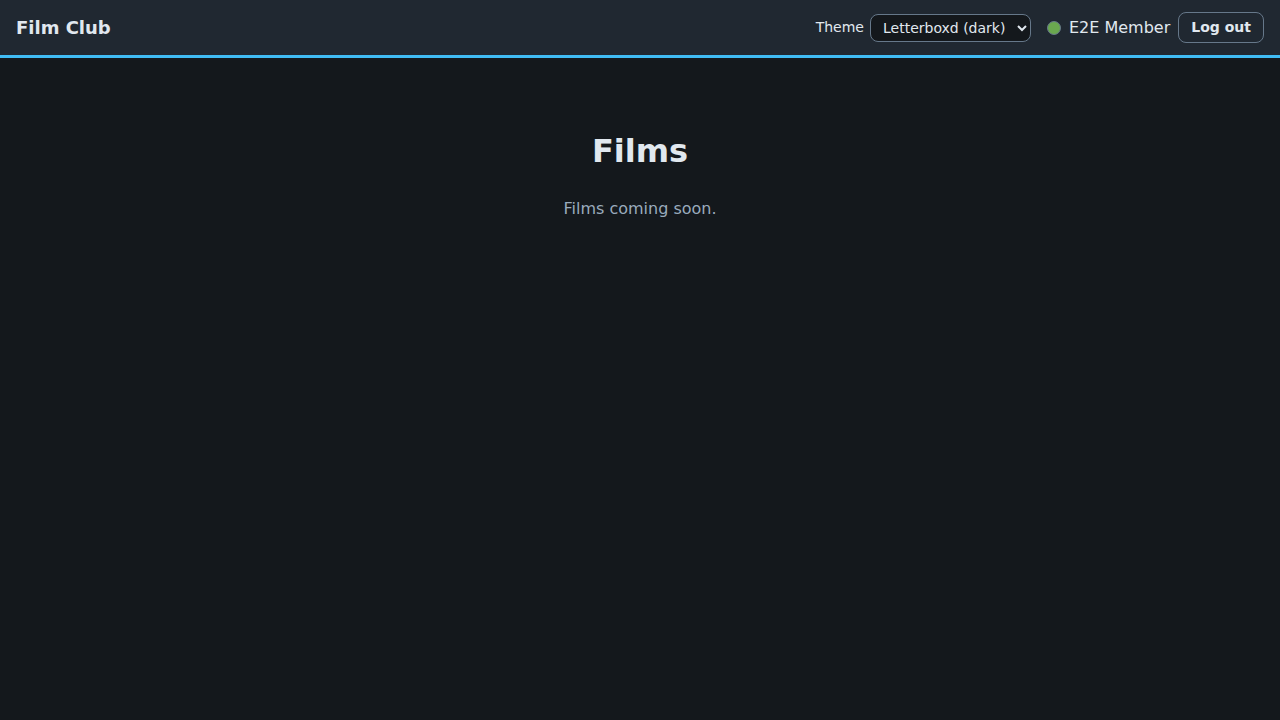 Film Club
Theme Letterboxd (dark) E2E Member Log out
Films
Films coming soon.